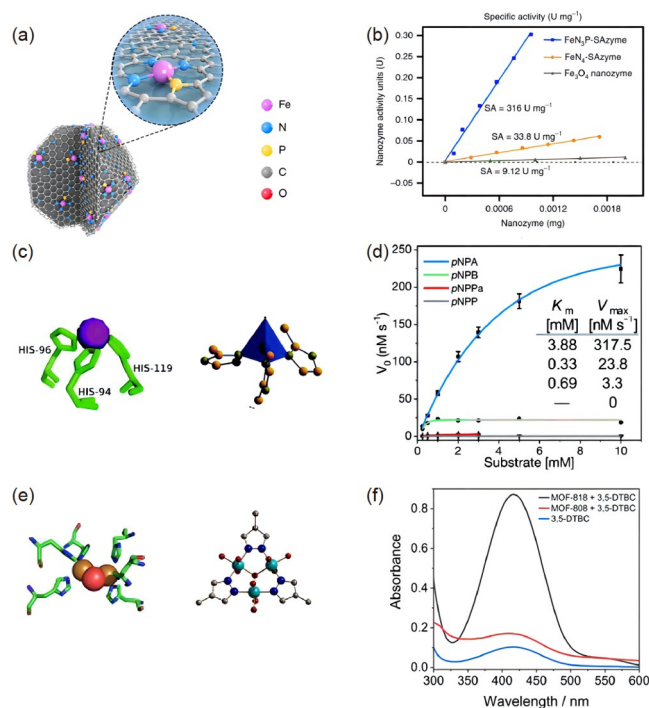 (a)
Fe
N
P
C
O
(b)
Specific activity (U mg⁻¹)
Nanozyme activity units (U)
0.30
0.25
0.20
0.15
0.10
0.05
0
−0.05
FeN₃P-SAzyme
FeN₄-SAzyme
Fe₃O₄ nanozyme
SA = 316 U mg⁻¹
SA = 33.8 U mg⁻¹
SA = 9.12 U mg⁻¹
0 0.0006 0.0012 0.0018
Nanozyme (mg)
(c)
HIS-96
HIS-94
HIS-119
(d)
V₀ (nM s⁻¹)
250
200
150
100
50
0
pNPA
pNPB
pNPPa
pNPP
Kₘ Vₘₐₓ
[mM] [nM s⁻¹]
3.88 317.5
0.33 23.8
0.69 3.3
— 0
0 2 4 6 8 10
Substrate [mM]
(e)
(f)
Absorbance
0.8
0.6
0.4
0.2
0.0
MOF-818 + 3,5-DTBC
MOF-808 + 3,5-DTBC
3,5-DTBC
300 350 400 450 500 550 600
Wavelength / nm